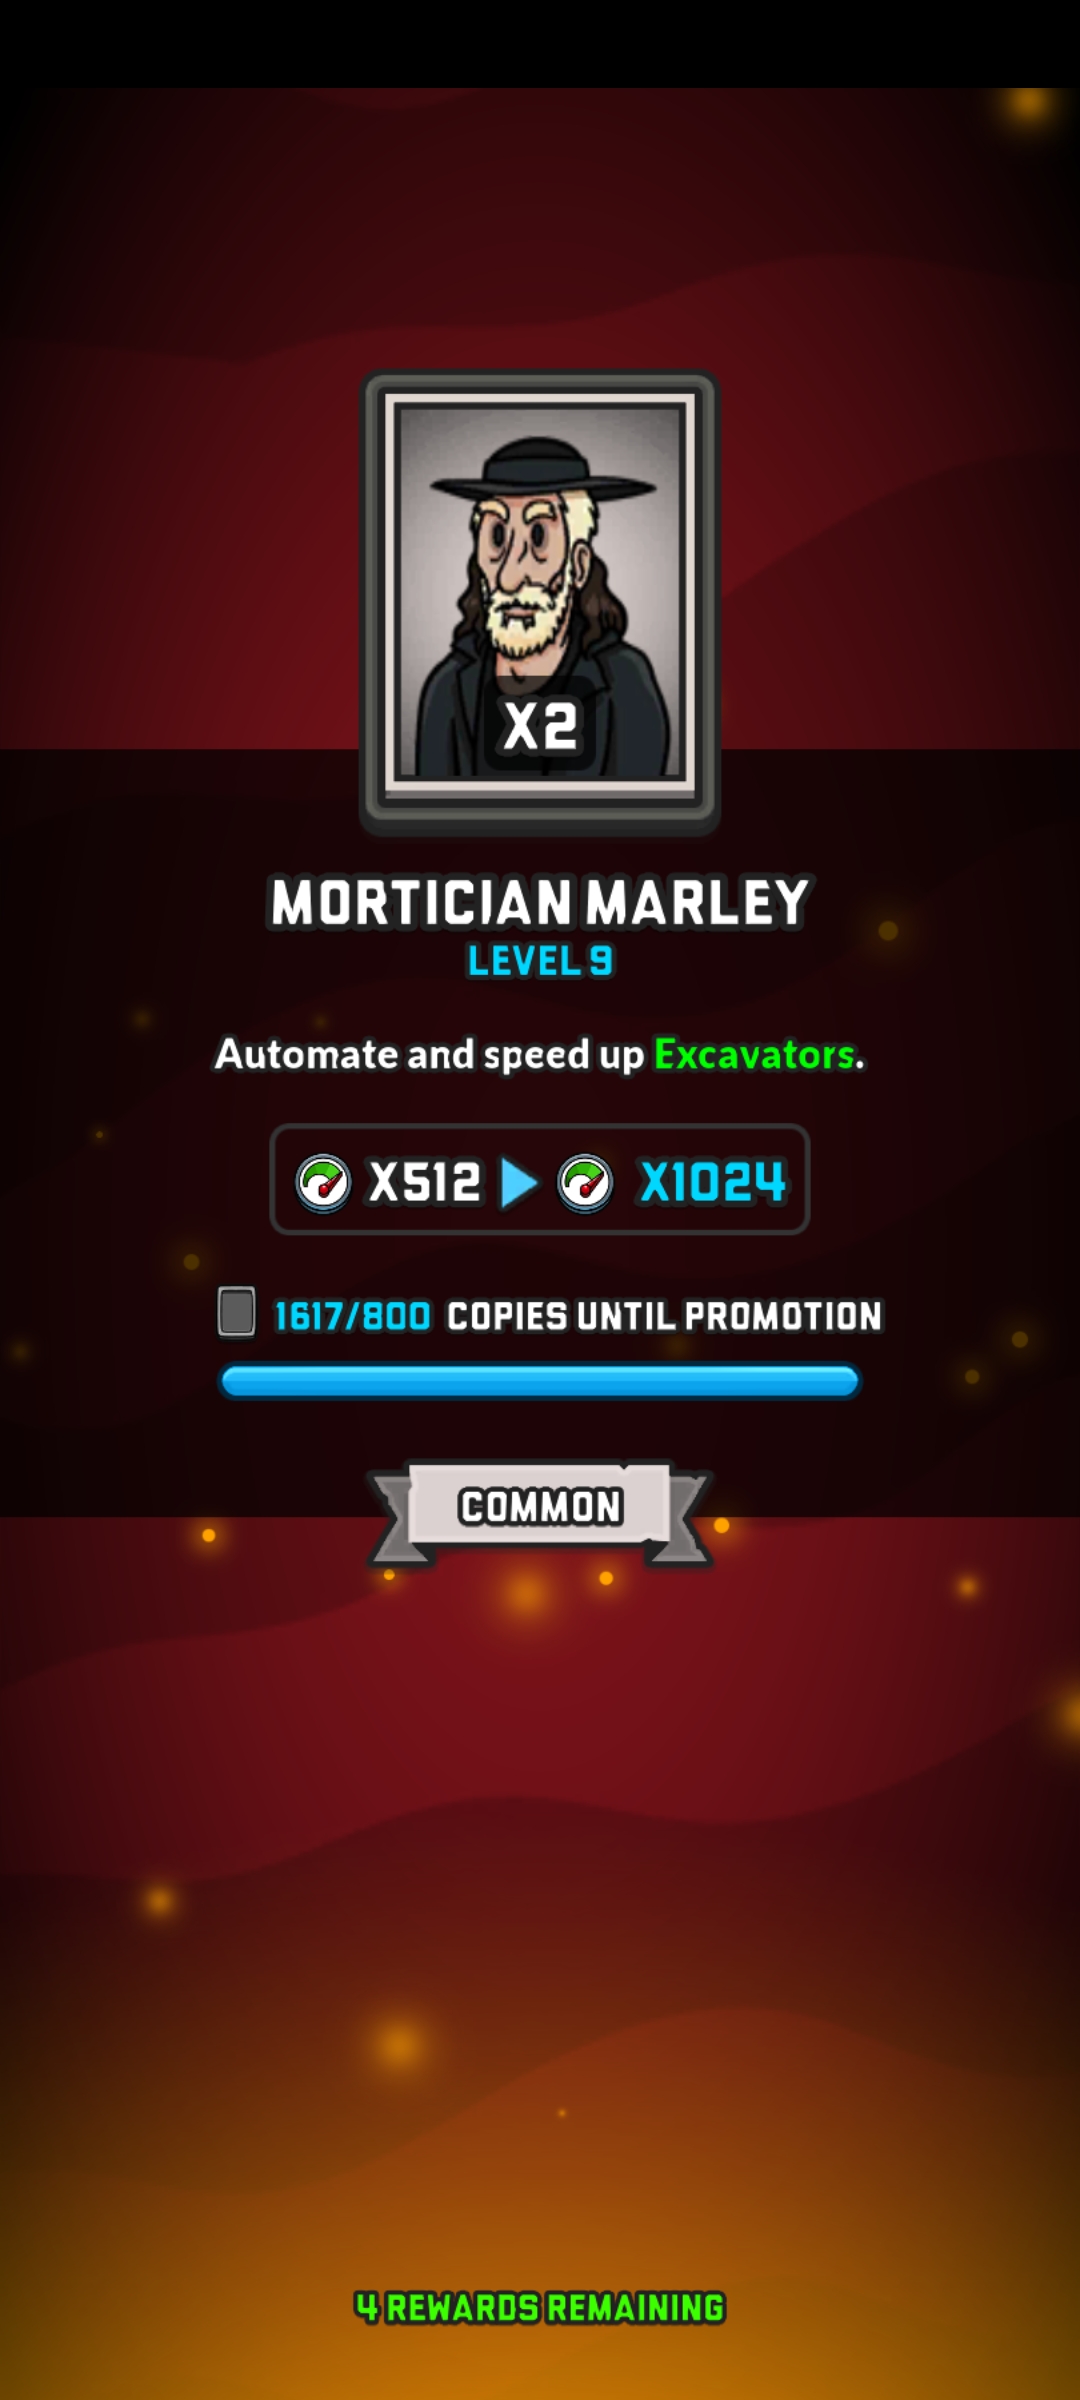 X2
MORTICIAN MARLEY
LEVEL 9
Automate and speed up Excavators.
X512 X1024
1617/800 COPIES UNTIL PROMOTION
COMMON
4 REWARDS REMAINING